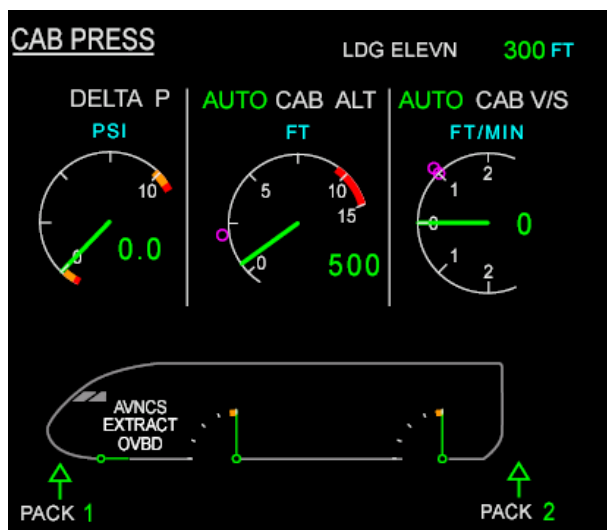 CAB PRESS
LDG ELEVN 300 FT
DELTA P
PSI
10
0
0.0
AUTO CAB ALT
FT
5
10
15
0
500
AUTO CAB V/S
FT/MIN
2
1
0
0
1
2
AVNCS
EXTRACT
OVBD
PACK 1
PACK 2